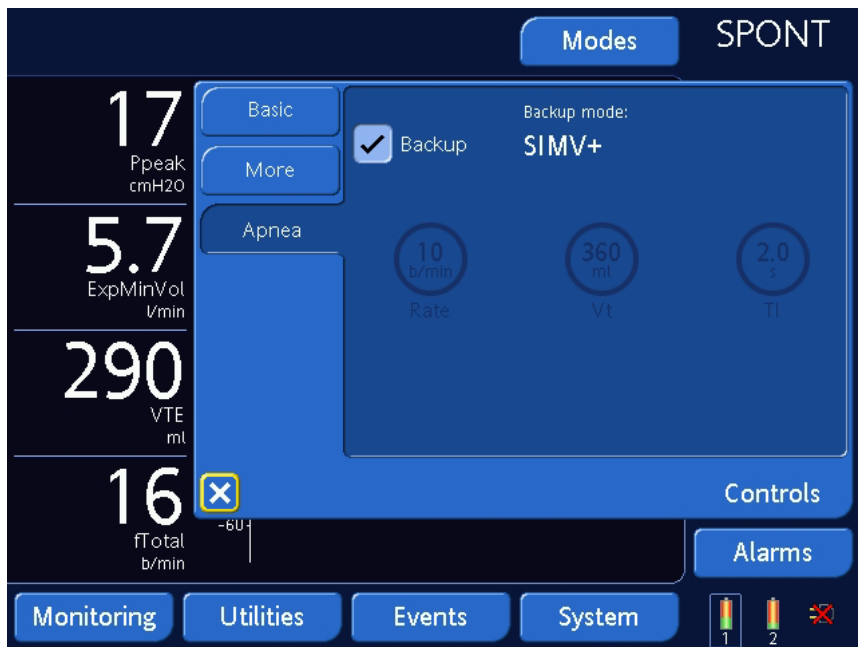 Modes
SPONT
17
Ppeak
cmH2O
5.7
ExpMinVol
l/min
290
VTE
ml
16
fTotal
b/min
Basic
More
Apnea
Backup
Backup mode:
SIMV+
10
b/min
Rate
360
ml
Vt
2.0
s
TI
Controls
-60
Alarms
Monitoring
Utilities
Events
System
1
2